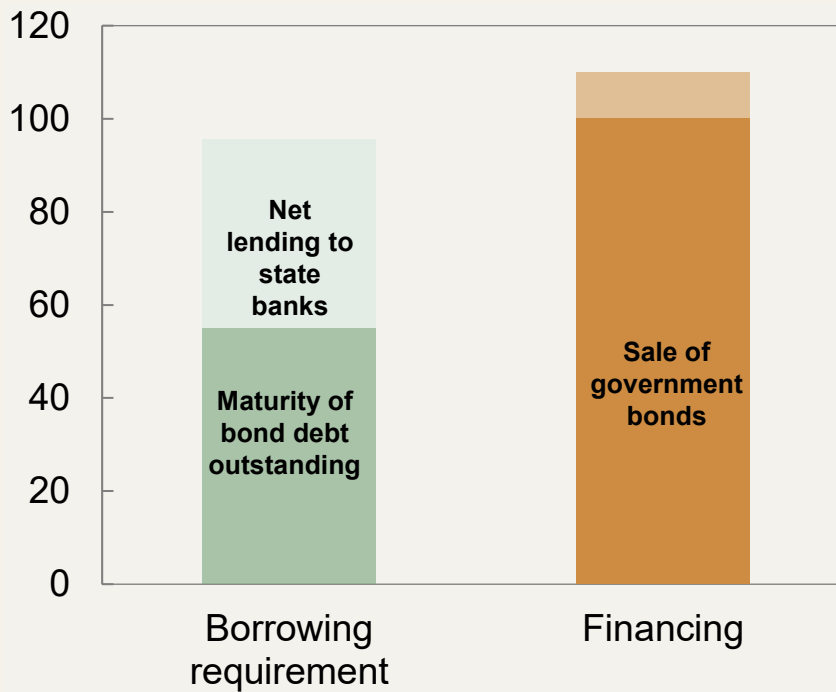 120
100
80
60
40
20
0
Net
lending to
state
banks
Maturity of
bond debt
outstanding
Sale of
government
bonds
Borrowing
requirement
Financing